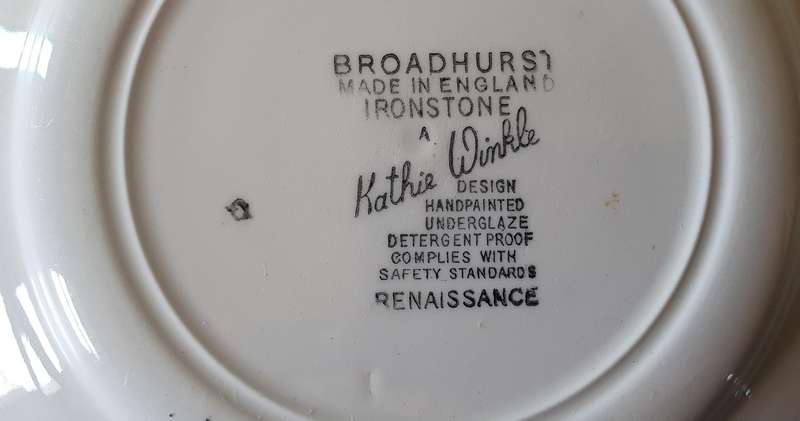 BROADHURST
MADE IN ENGLAND
IRONSTONE
A
Kathie Winkle
DESIGN
HANDPAINTED
UNDERGLAZE
DETERGENT PROOF
COMPLIES WITH
SAFETY STANDARDS
RENAISSANCE